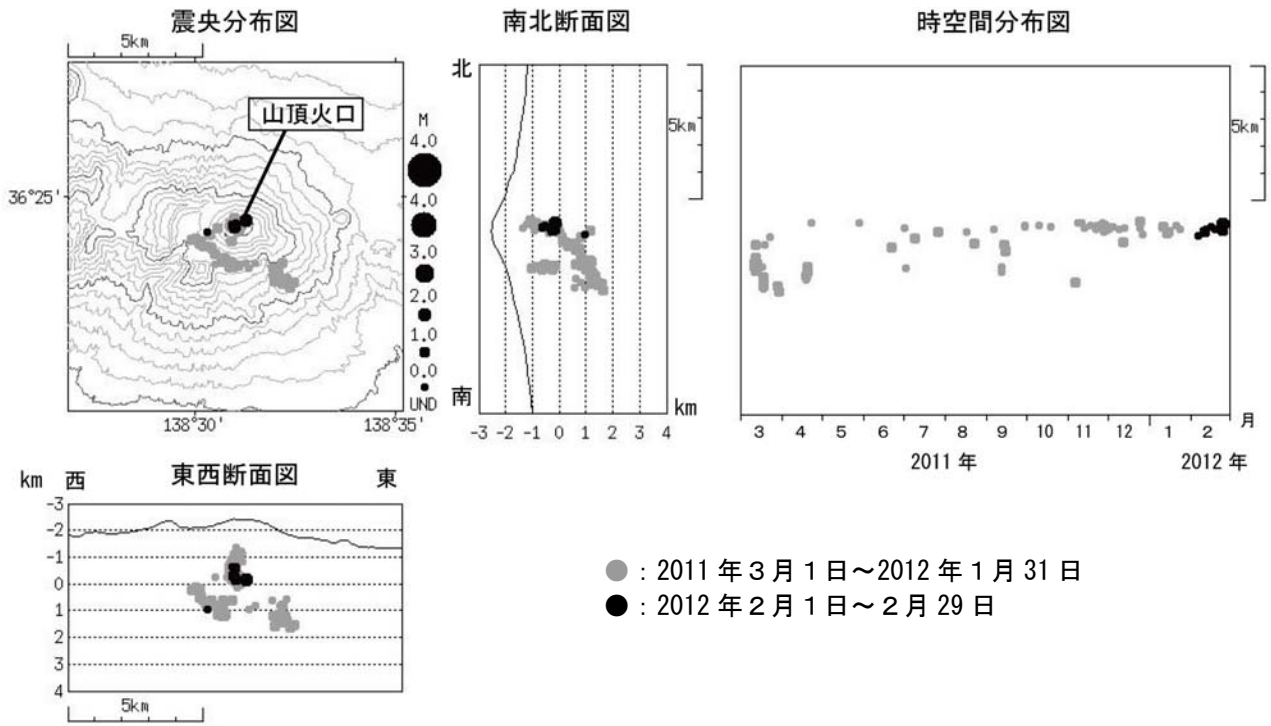 震央分布図
南北断面図
時空間分布図
5km
山頂火口
36°25'
138°30'
138°35'
M
4.0
4.0
3.0
2.0
1.0
0.0
UND
北
南
5km
km
-3 -2 -1 0 1 2 3 4
5km
3 4 5 6 7 8 9 10 11 12 1 2 月
2011 年 2012 年
東西断面図
km 西 東
-3
-2
-1
0
1
2
3
4
5km
● : 2011 年3月1日~2012 年1月 31 日
● : 2012 年2月1日~2月 29 日